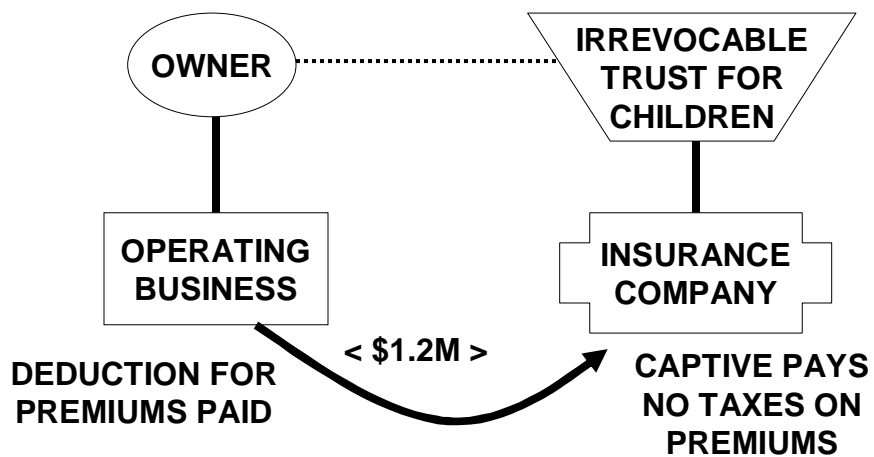 OWNER
IRREVOCABLE
TRUST FOR
CHILDREN
OPERATING
BUSINESS
INSURANCE
COMPANY
< $1.2M >
DEDUCTION FOR
PREMIUMS PAID
CAPTIVE PAYS
NO TAXES ON
PREMIUMS